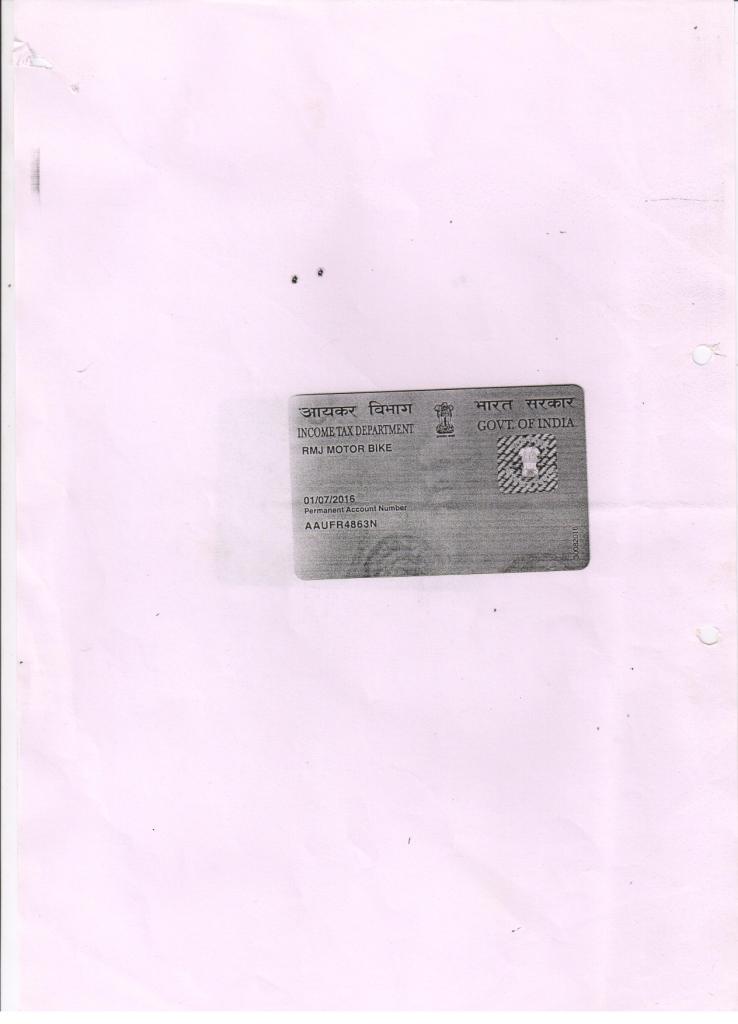 आयकर विभाग
INCOME TAX DEPARTMENT
भारत सरकार
GOVT. OF INDIA
RMJ MOTOR BIKE
01/07/2016
Permanent Account Number
AAUFR4863N